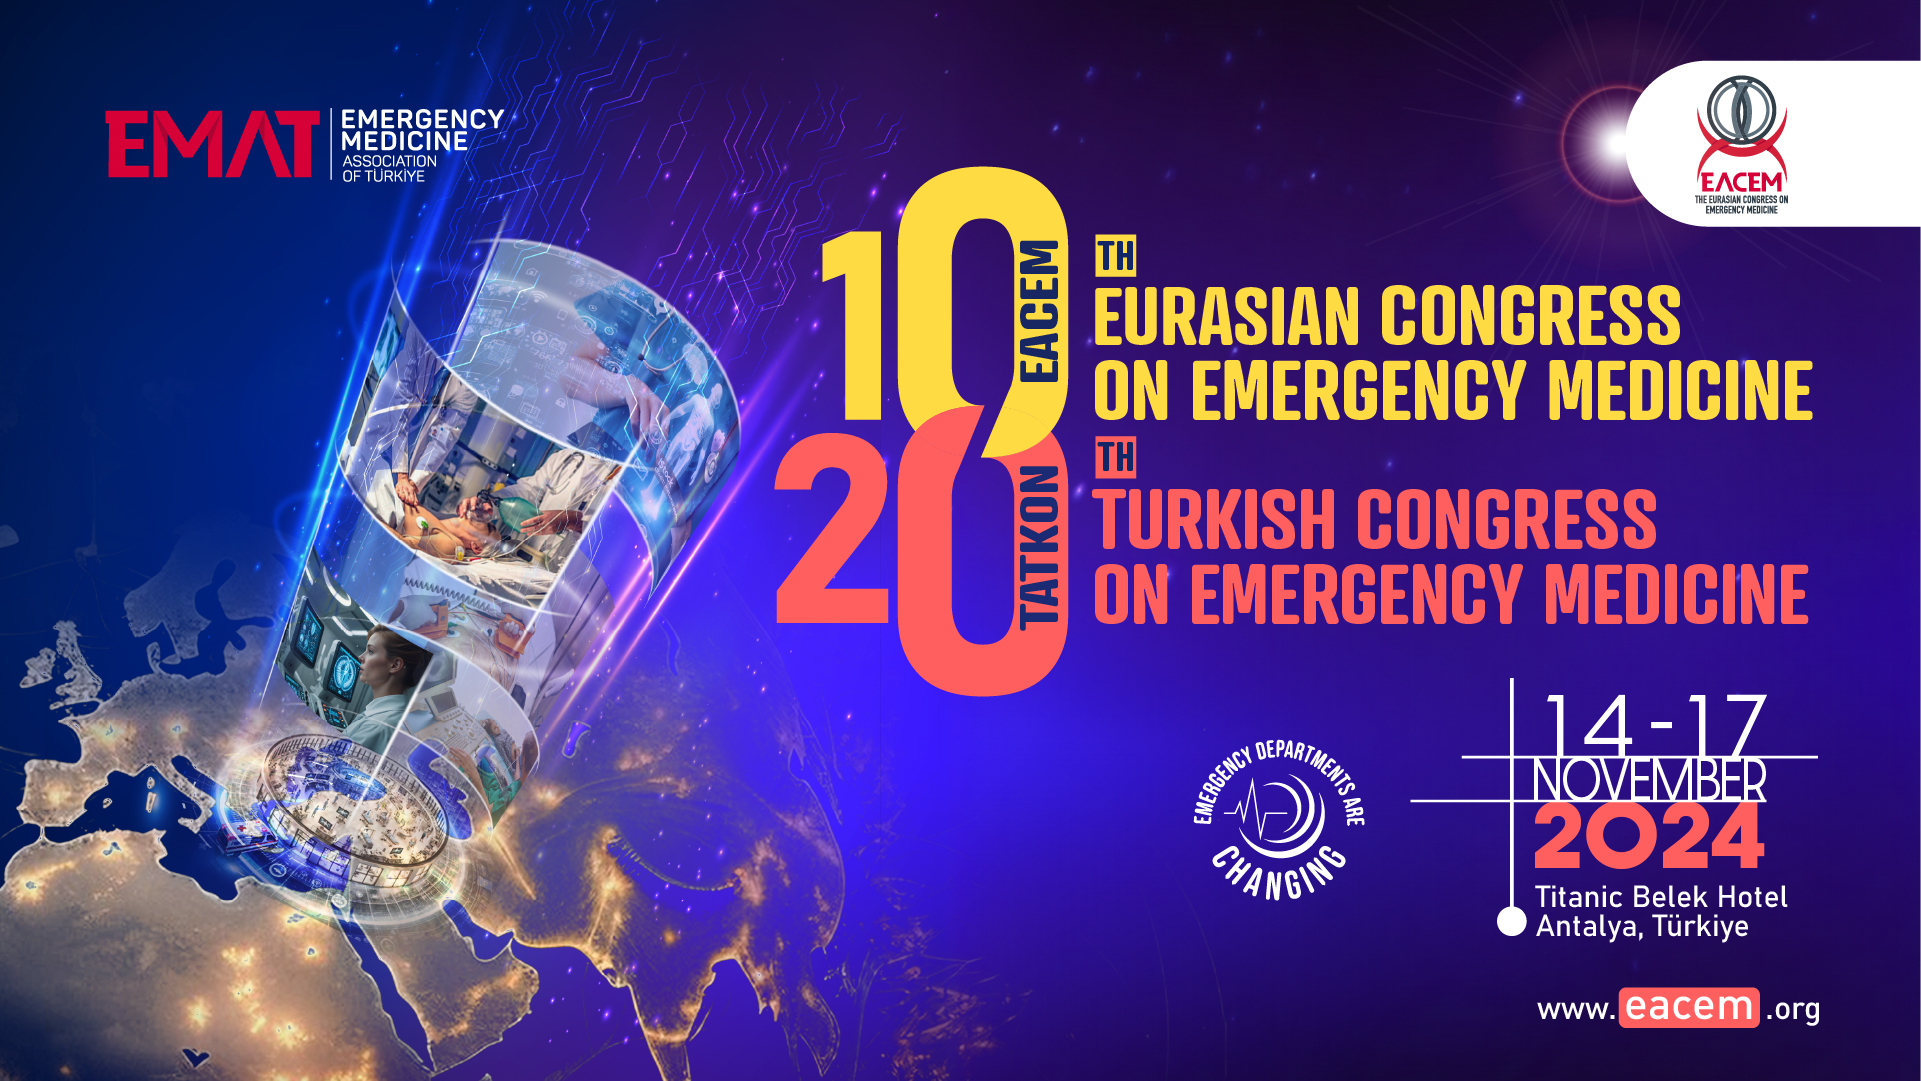 EMAT
EMERGENCY
MEDICINE
ASSOCIATION
OF TÜRKİYE
EACEM
THE EURASIAN CONGRESS ON
EMERGENCY MEDICINE
10
EACEM
TH
EURASIAN CONGRESS
ON EMERGENCY MEDICINE
20
TATKON
TH
TURKISH CONGRESS
ON EMERGENCY MEDICINE
EMERGENCY DEPARTMENTS ARE
CHANGING
14-17
NOVEMBER
2024
Titanic Belek Hotel
Antalya, Türkiye
www.eacem.org